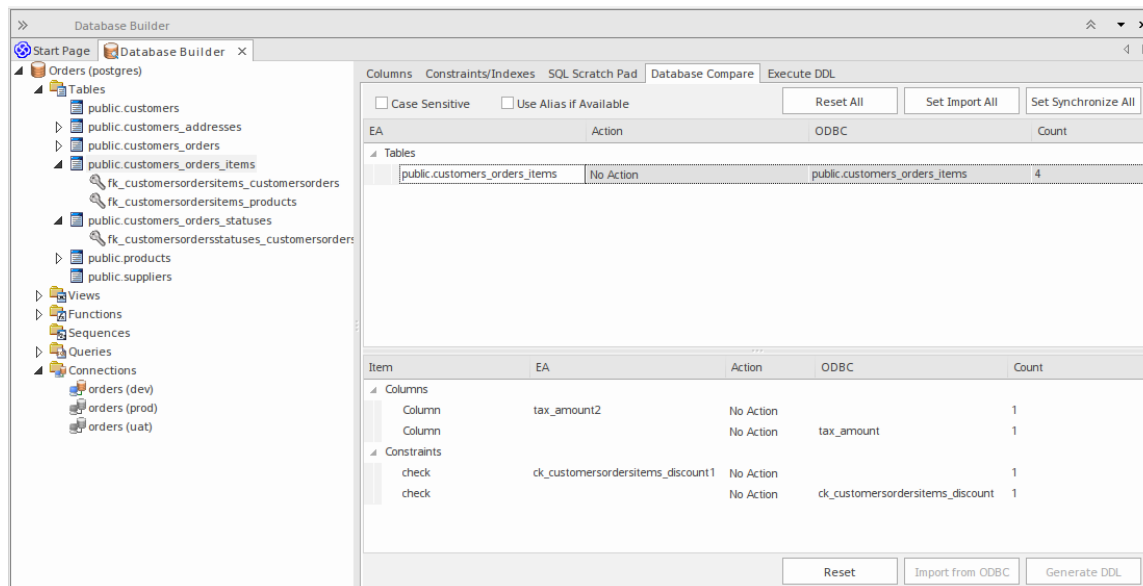 Database Builder
Start Page Database Builder
Orders (postgres)
Tables
public.customers
public.customers_addresses
public.customers_orders
public.customers_orders_items
fk_customersordersitems_customersorders
fk_customersordersitems_products
public.customers_orders_statuses
fk_customersordersstatuses_customersorders
public.products
public.suppliers
Views
Functions
Sequences
Queries
Connections
orders (dev)
orders (prod)
orders (uat)
Columns Constraints/Indexes SQL Scratch Pad Database Compare Execute DDL
Case Sensitive Use Alias if Available Reset All Set Import All Set Synchronize All
EA Action ODBC Count
Tables
public.customers_orders_items No Action public.customers_orders_items 4
Item EA Action ODBC Count
Columns
Column tax_amount2 No Action 1
Column No Action tax_amount 1
Constraints
check ck_customersordersitems_discount1 No Action 1
check No Action ck_customersordersitems_discount 1
Reset Import from ODBC Generate DDL